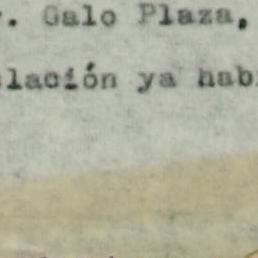 . Galo Plaza,
lación ya hab